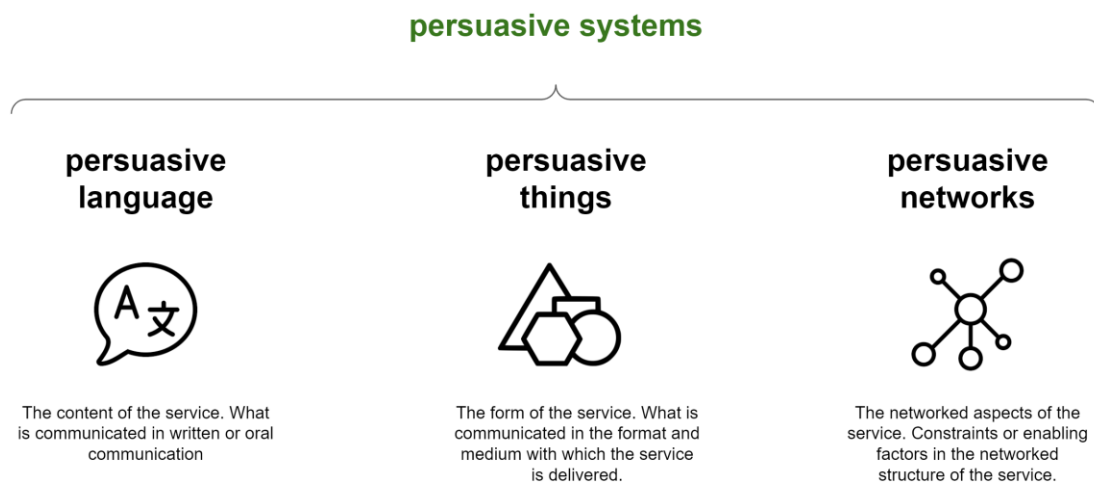 persuasive systems
persuasive
language
persuasive
things
persuasive
networks
A 文
The content of the service. What
is communicated in written or oral
communication
The form of the service. What is
communicated in the format and
medium with which the service
is delivered.
The networked aspects of the
service. Constraints or enabling
factors in the networked
structure of the service.